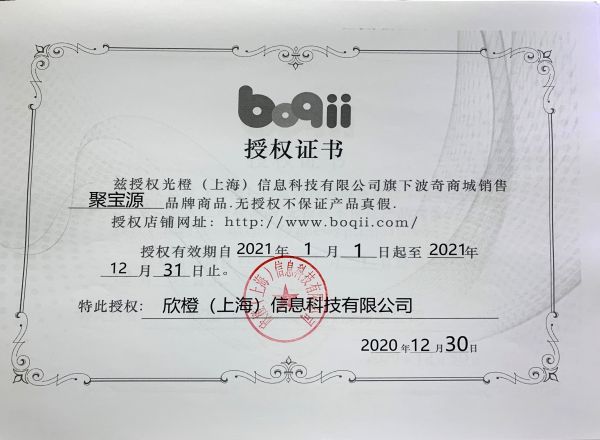 boqii
授权证书
兹授权光橙（上海）信息科技有限公司旗下波奇商城销售
聚宝源 品牌商品.无授权不保证产品真假.
授权店铺网址：http://www.boqii.com/
授权有效期自 2021 年 1 月 1 日起至 2021 年
12 月 31 日止。
特此授权： 欣橙（上海）信息科技有限公司
2020 年 12 月 30 日